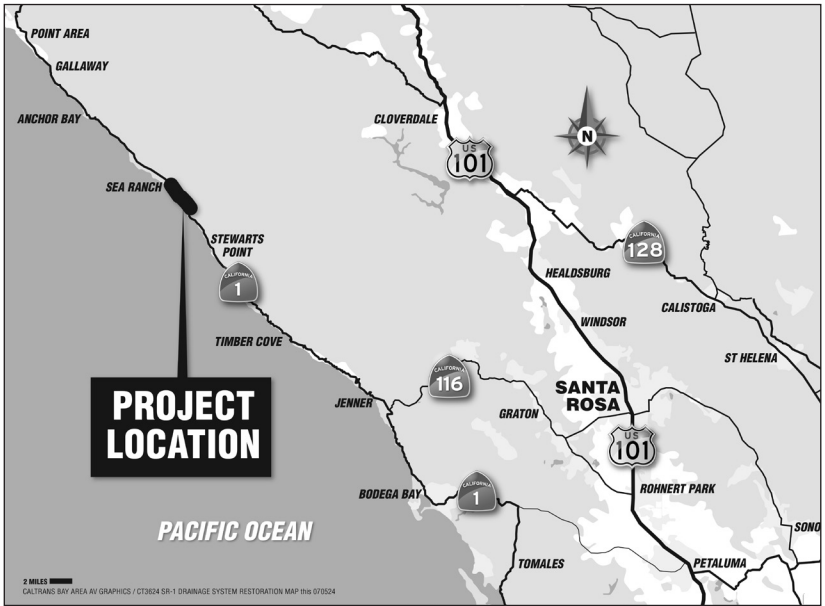 POINT AREA
GALLAWAY
ANCHOR BAY
CLOVERDALE
N
US
101
SEA RANCH
STEWARTS
POINT
CALIFORNIA
128
CALIFORNIA
1
HEALDSBURG
CALISTOGA
WINDSOR
TIMBER COVE
ST HELENA
CALIFORNIA
116
SANTA
ROSA
PROJECT
LOCATION
JENNER
GRATON
US
101
BODEGA BAY
CALIFORNIA
1
ROHNERT PARK
PACIFIC OCEAN
SONO
TOMALES
PETALUMA
2 MILES
CALTRANS BAY AREA AV GRAPHICS / CT3624 SR-1 DRAINAGE SYSTEM RESTORATION MAP this 070524